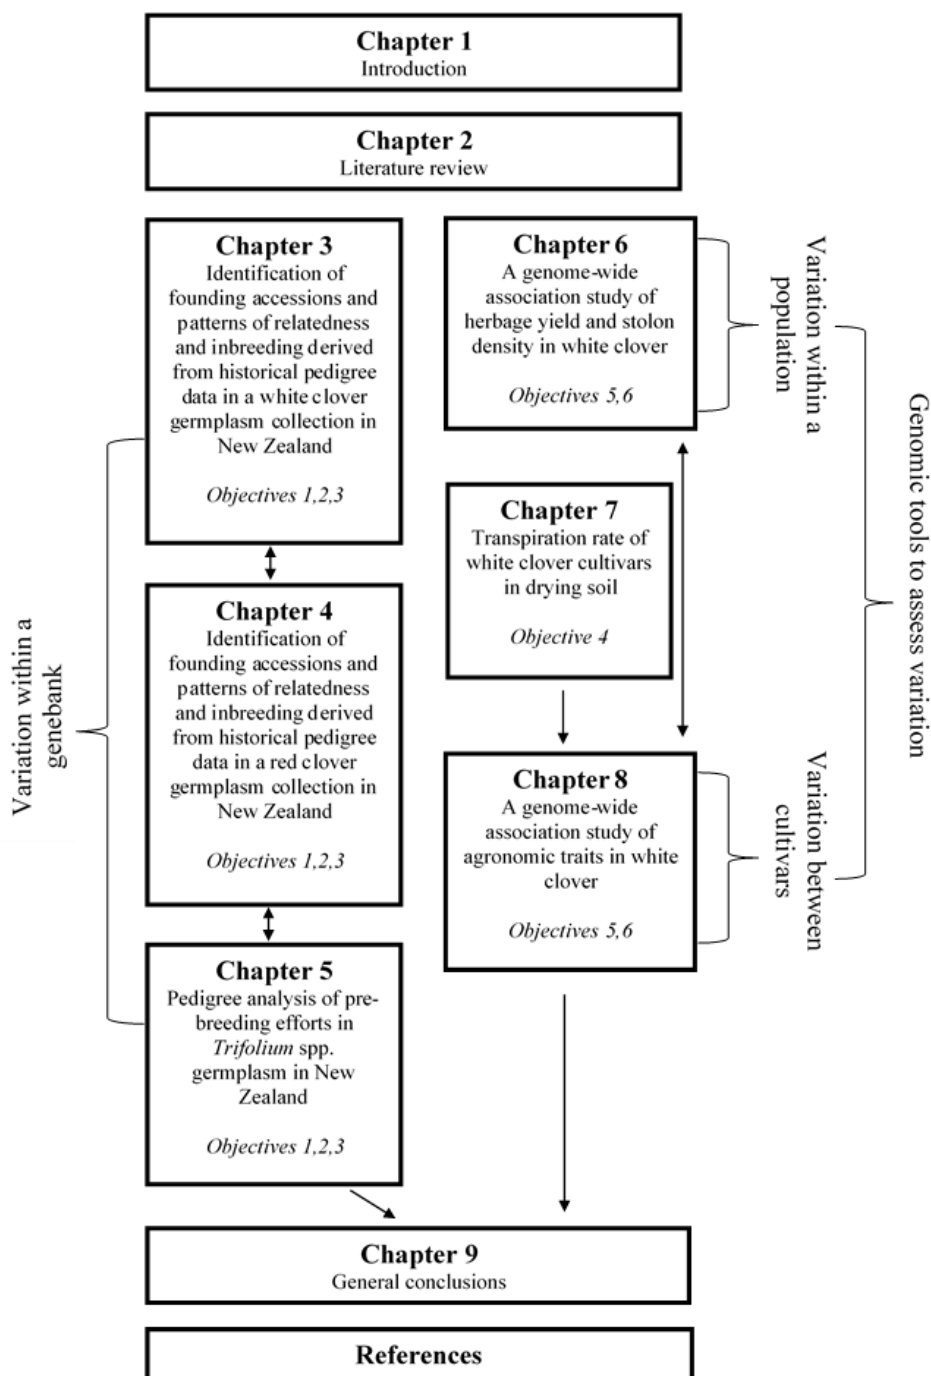 Chapter 1
Introduction
Chapter 2
Literature review
Chapter 3
Identification of
founding accessions and
patterns of relatedness
and inbreeding derived
from historical pedigree
data in a white clover
germplasm collection in
New Zealand
Objectives 1,2,3
Chapter 4
Identification of
founding accessions and
patterns of relatedness
and inbreeding derived
from historical pedigree
data in a red clover
germplasm collection in
New Zealand
Objectives 1,2,3
Chapter 5
Pedigree analysis of pre-
breeding efforts in
Trifolium spp.
germplasm in New
Zealand
Objectives 1,2,3
Variation within a
genebank
Chapter 6
A genome-wide
association study of
herbage yield and stolon
density in white clover
Objectives 5,6
Chapter 7
Transpiration rate of
white clover cultivars
in drying soil
Objective 4
Chapter 8
A genome-wide
association study of
agronomic traits in white
clover
Objectives 5,6
Variation within a
population
Variation between
cultivars
Genomic tools to assess variation
Chapter 9
General conclusions
References